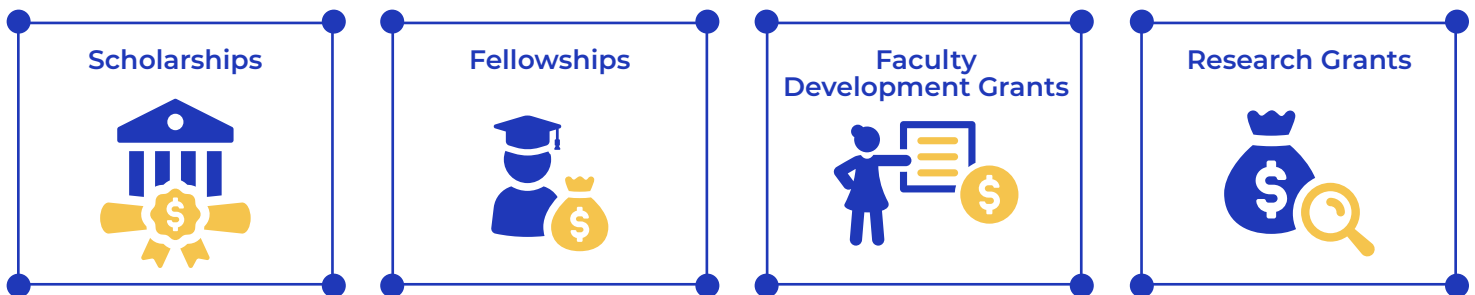 Scholarships
$
Fellowships
$
Faculty
Development Grants
$
Research Grants
$